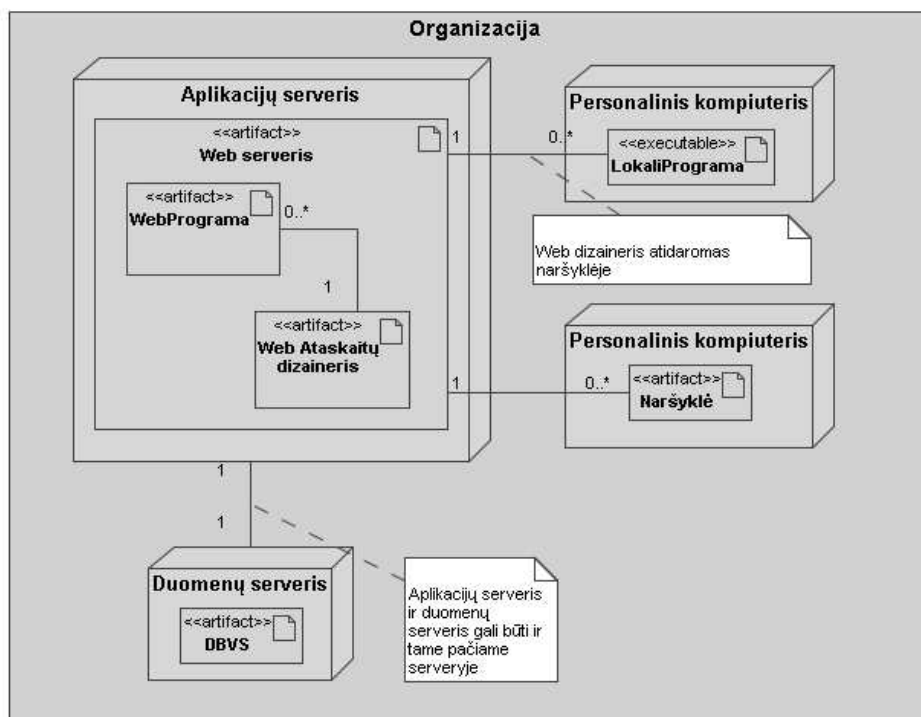 Organizacija
Aplikacijų serveris
<<artifact>>
Web serveris
<<artifact>>
WebPrograma
0..*
1
<<artifact>>
Web Ataskaitų
dizaineris
1
0..*
Personalinis kompiuteris
<<executable>>
LokaliPrograma
Web dizaineris atidaromas
naršyklėje
1
0..*
Personalinis kompiuteris
<<artifact>>
Naršyklė
1
1
Duomenų serveris
<<artifact>>
DBVS
Aplikacijų serveris
ir duomenų
serveris gali būti ir
tame pačiame
serveryje